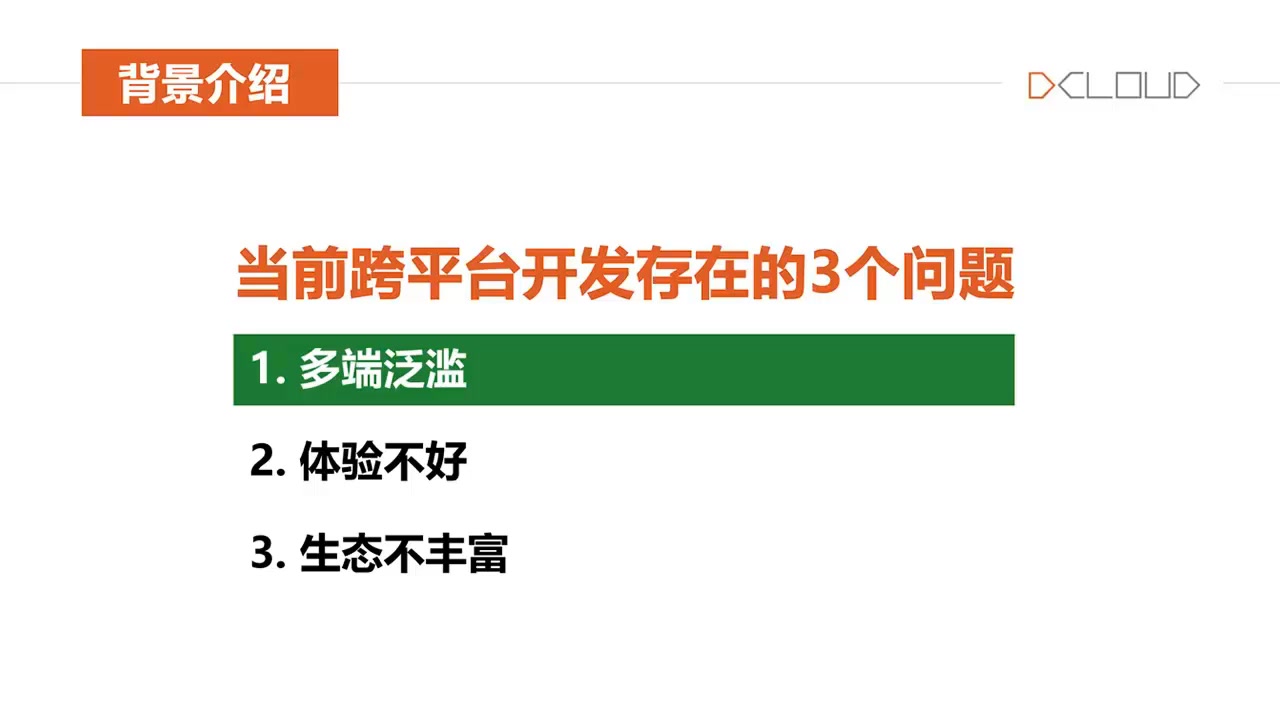 背景介绍
DCLOUD
当前跨平台开发存在的3个问题
1. 多端泛滥
2. 体验不好
3. 生态不丰富